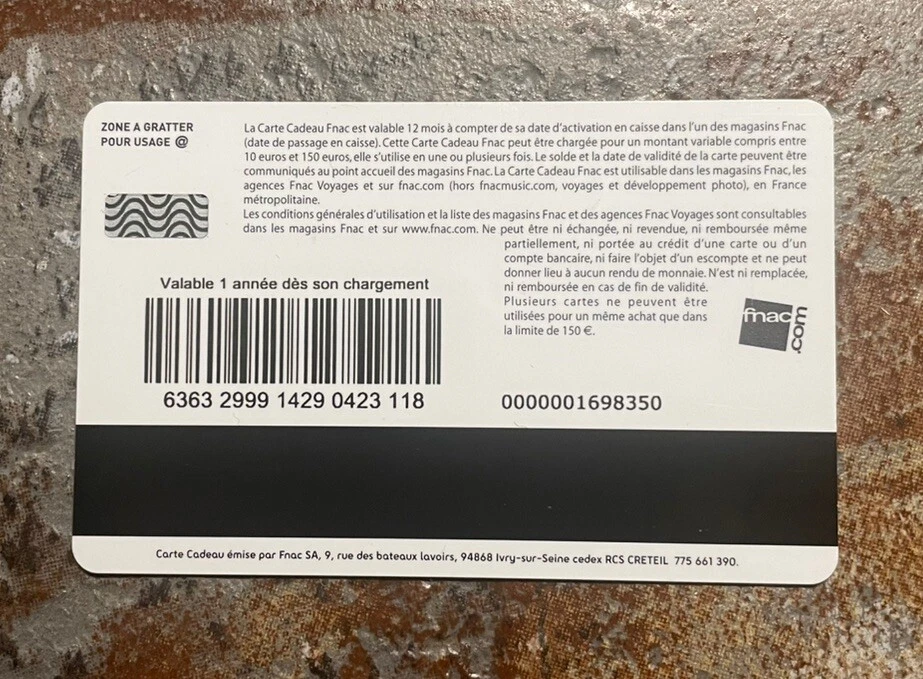 ZONE A GRATTER
POUR USAGE @
La Carte Cadeau Fnac est valable 12 mois à compter de sa date d'activation en caisse dans l'un des magasins Fnac
(date de passage en caisse). Cette Carte Cadeau Fnac peut être chargée pour un montant variable compris entre
10 euros et 150 euros, elle s'utilise en une ou plusieurs fois. Le solde et la date de validité de la carte peuvent être
communiqués au point accueil des magasins Fnac. La Carte Cadeau Fnac est utilisable dans les magasins Fnac, les
agences Fnac Voyages et sur fnac.com (hors fnacmusic.com, voyages et développement photo), en France
métropolitaine.
Les conditions générales d'utilisation et la liste des magasins Fnac et des agences Fnac Voyages sont consultables
dans les magasins Fnac et sur www.fnac.com. Ne peut être ni échangée, ni revendue, ni remboursée même
partiellement, ni portée au crédit d'une carte ou d'un
compte bancaire, ni faire l'objet d'un escompte et ne peut
donner lieu à aucun rendu de monnaie. N'est ni remplacée,
ni remboursée en cas de fin de validité.
Plusieurs cartes ne peuvent être
utilisées pour un même achat que dans
la limite de 150 €.
fnac
.com
Valable 1 année dès son chargement
6363 2999 1429 0423 118
0000001698350
Carte Cadeau émise par Fnac SA, 9, rue des bateaux lavoirs, 94868 Ivry-sur-Seine cedex RCS CRETEIL 775 661 390.